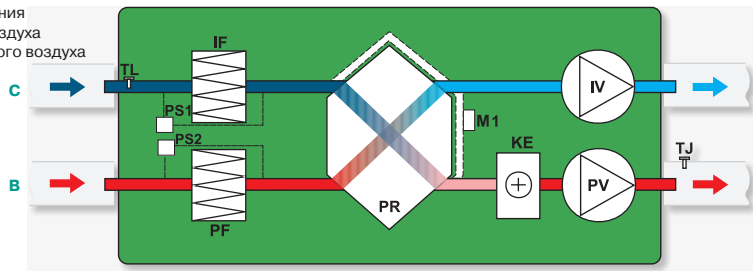 ния
здуха
ого воздуха
IF
TL
C
IV
PS1
M1
PS2
KE
TJ
B
PV
PR
PF